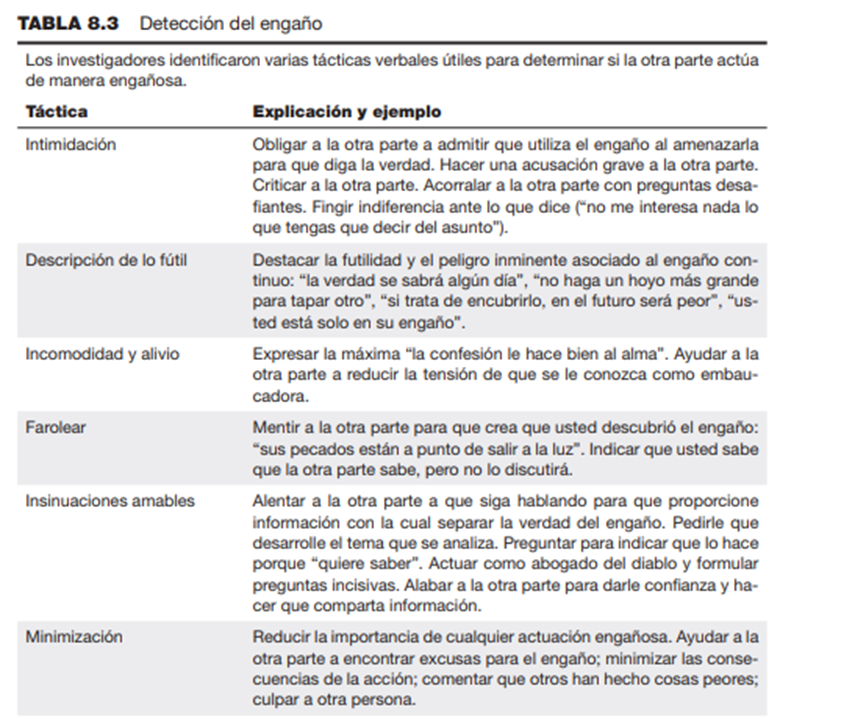 TABLA 8.3 Detección del engaño
Los investigadores identificaron varias tácticas verbales útiles para determinar si la otra parte actúa
de manera engañosa.
Táctica Explicación y ejemplo
Intimidación Obligar a la otra parte a admitir que utiliza el engaño al amenazarla
para que diga la verdad. Hacer una acusación grave a la otra parte.
Criticar a la otra parte. Acorralar a la otra parte con preguntas desa-
fiantes. Fingir indiferencia ante lo que dice (“no me interesa nada lo
que tengas que decir del asunto”).
Descripción de lo fútil Destacar la futilidad y el peligro inminente asociado al engaño con-
tinuo: “la verdad se sabrá algún día”, “no haga un hoyo más grande
para tapar otro”, “si trata de encubrirlo, en el futuro será peor”, “us-
ted está solo en su engaño”.
Incomodidad y alivio Expresar la máxima “la confesión le hace bien al alma”. Ayudar a la
otra parte a reducir la tensión de que se le conozca como embau-
cadora.
Farolear Mentir a la otra parte para que crea que usted descubrió el engaño:
“sus pecados están a punto de salir a la luz”. Indicar que usted sabe
que la otra parte sabe, pero no lo discutirá.
Insinuaciones amables Alentar a la otra parte a que siga hablando para que proporcione
información con la cual separar la verdad del engaño. Pedirle que
desarrolle el tema que se analiza. Preguntar para indicar que lo hace
porque “quiere saber”. Actuar como abogado del diablo y formular
preguntas incisivas. Alabar a la otra parte para darle confianza y ha-
cer que comparta información.
Minimización Reducir la importancia de cualquier actuación engañosa. Ayudar a la
otra parte a encontrar excusas para el engaño; minimizar las conse-
cuencias de la acción; comentar que otros han hecho cosas peores;
culpar a otra persona.